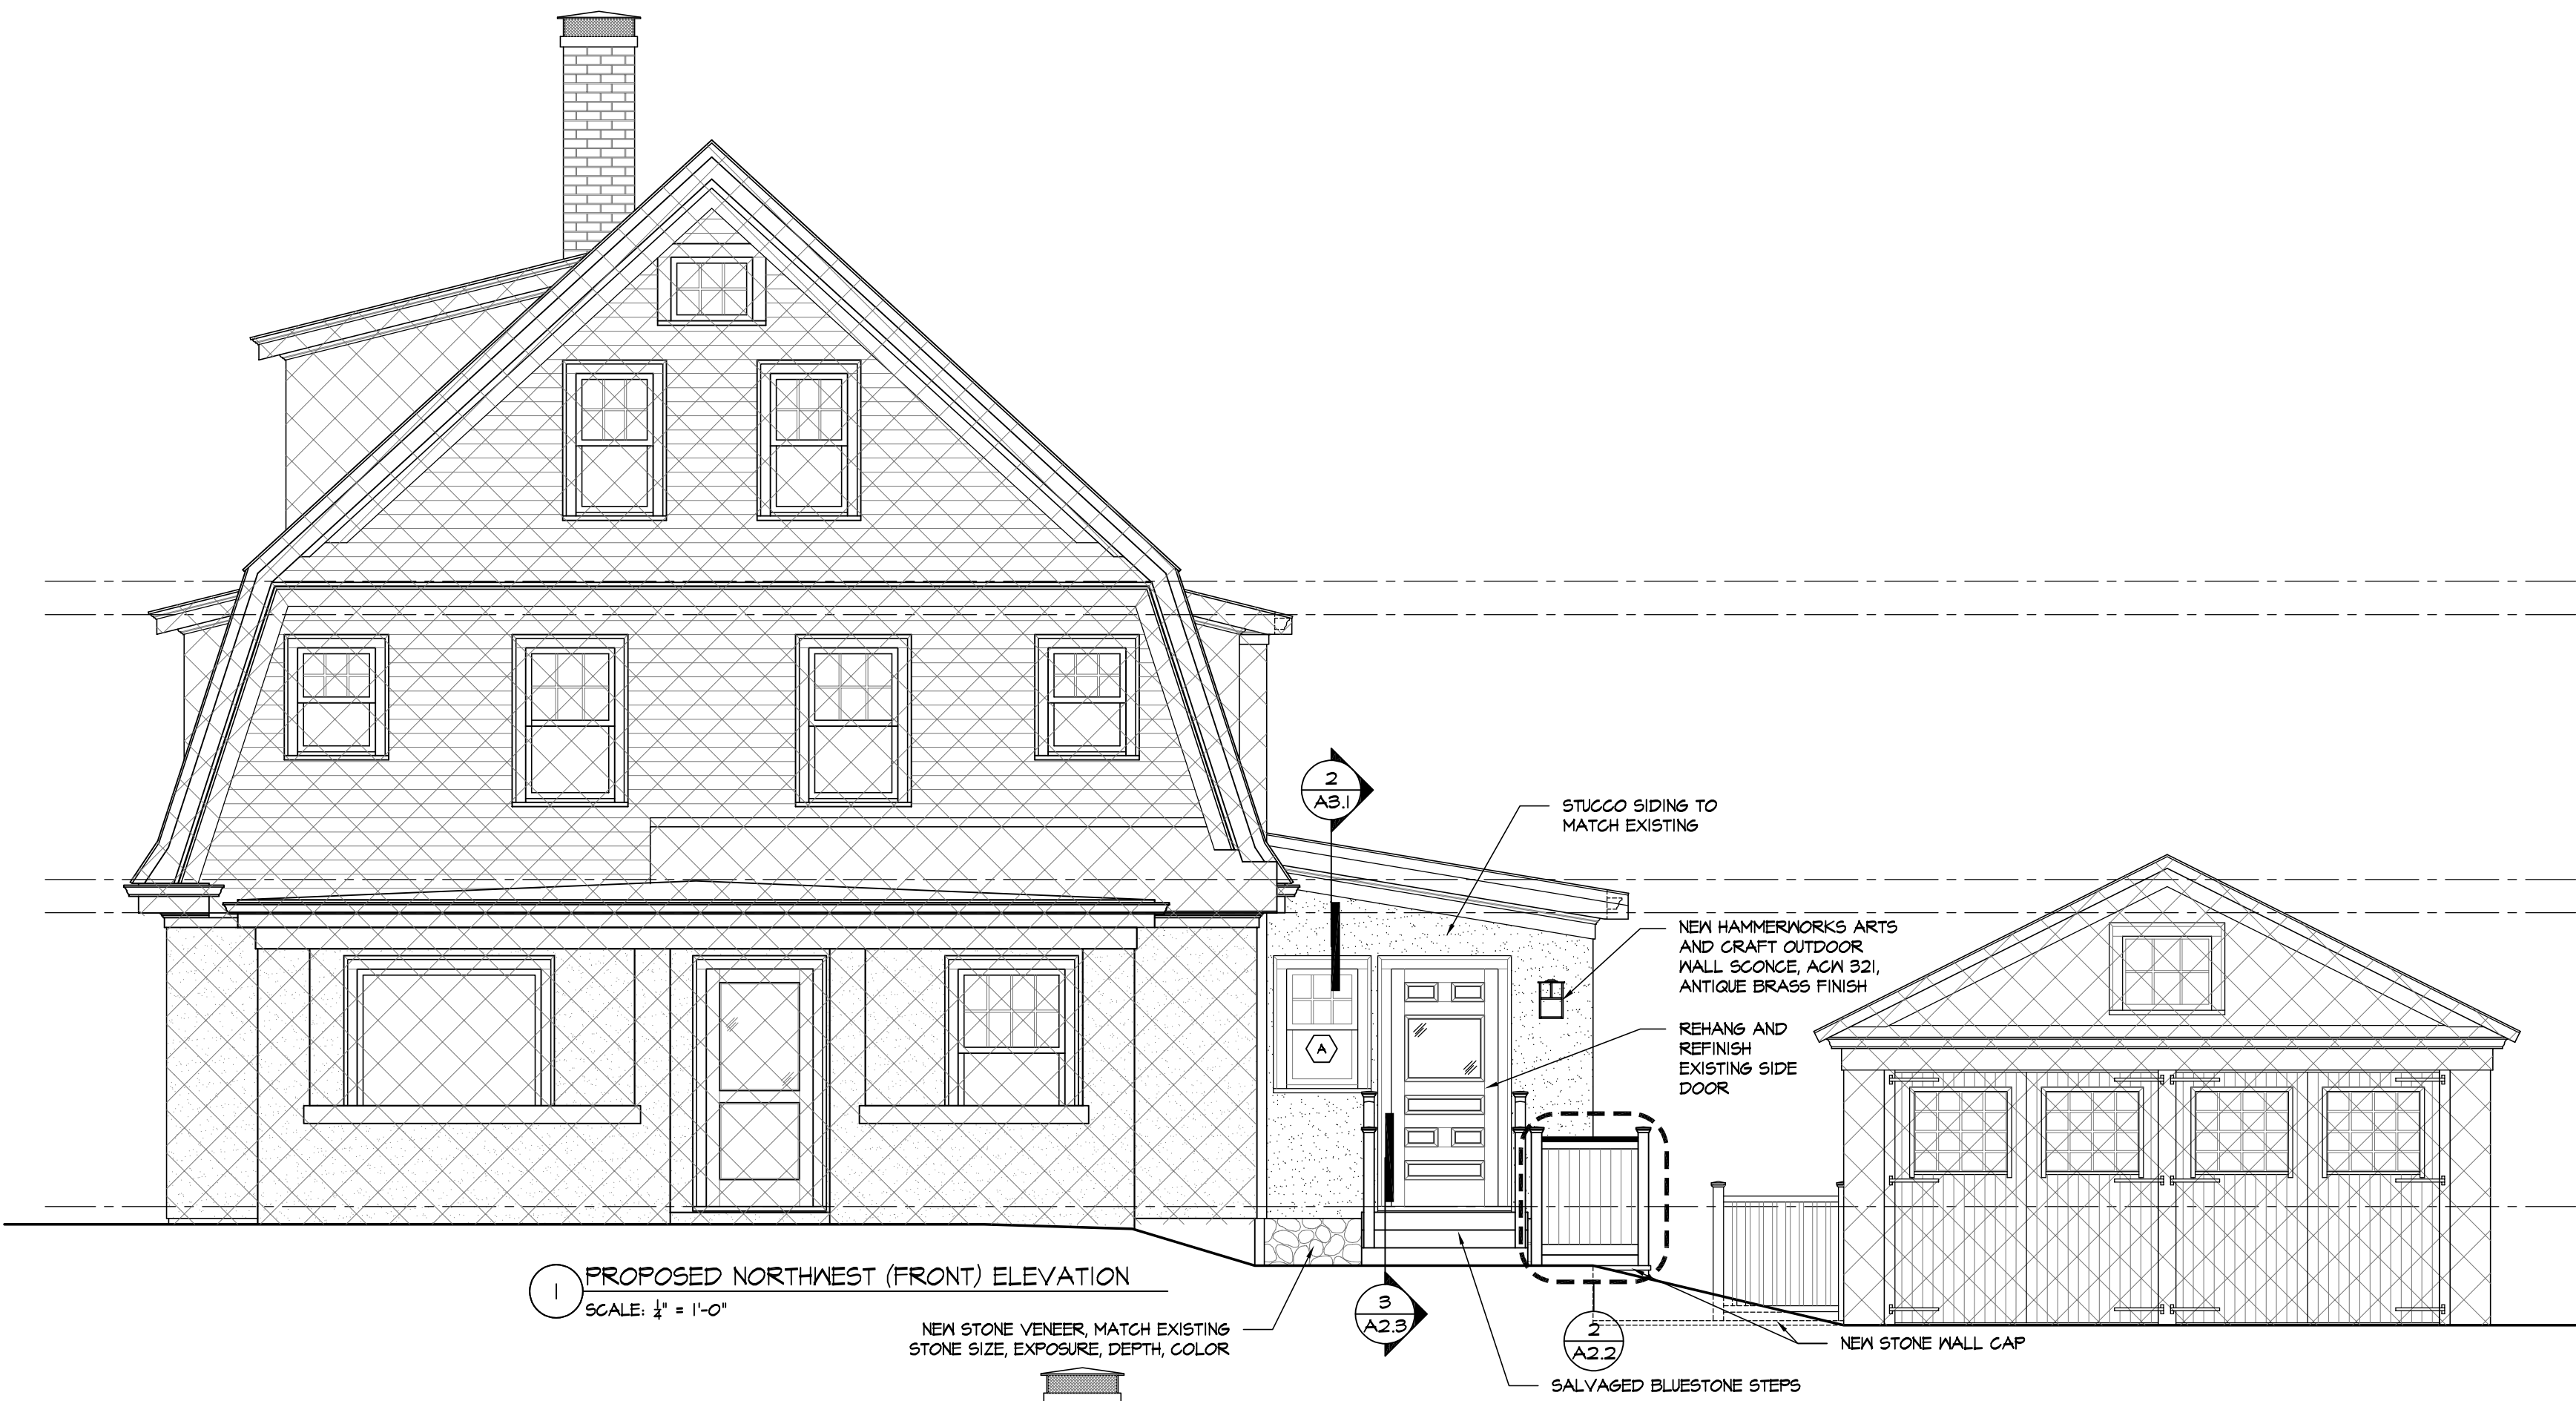 2
A3.1
STUCCO SIDING TO
MATCH EXISTING
NEW HAMMERWORKS ARTS
AND CRAFT OUTDOOR
WALL SCONCE, ACW 321,
ANTIQUE BRASS FINISH
REHANG AND
REFINISH
EXISTING SIDE
DOOR
A
1
PROPOSED NORTHWEST (FRONT) ELEVATION
SCALE: 1/4" = 1'-0"
NEW STONE VENEER, MATCH EXISTING
STONE SIZE, EXPOSURE, DEPTH, COLOR
3
A2.3
2
A2.2
NEW STONE WALL CAP
SALVAGED BLUESTONE STEPS